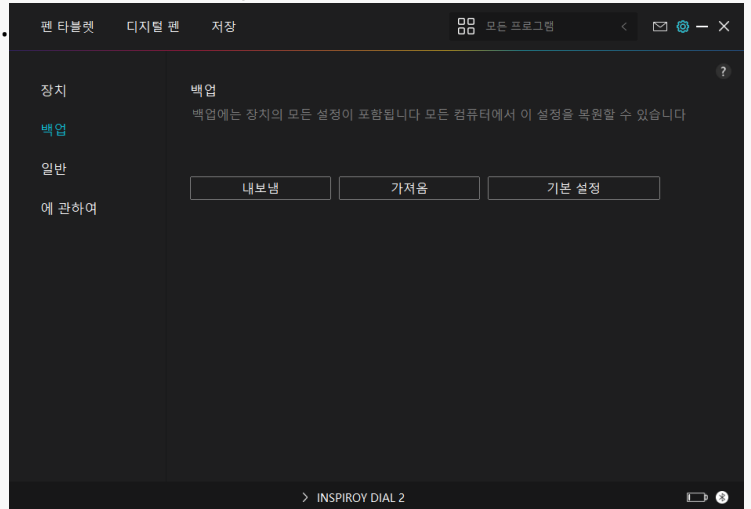 펜 타블렛 디지털 펜 저장 모든 프로그램
?
장치
백업
일반
에 관하여
백업
백업에는 장치의 모든 설정이 포함됩니다 모든 컴퓨터에서 이 설정을 복원할 수 있습니다
내보냄 가져옴 기본 설정
> INSPIROY DIAL 2